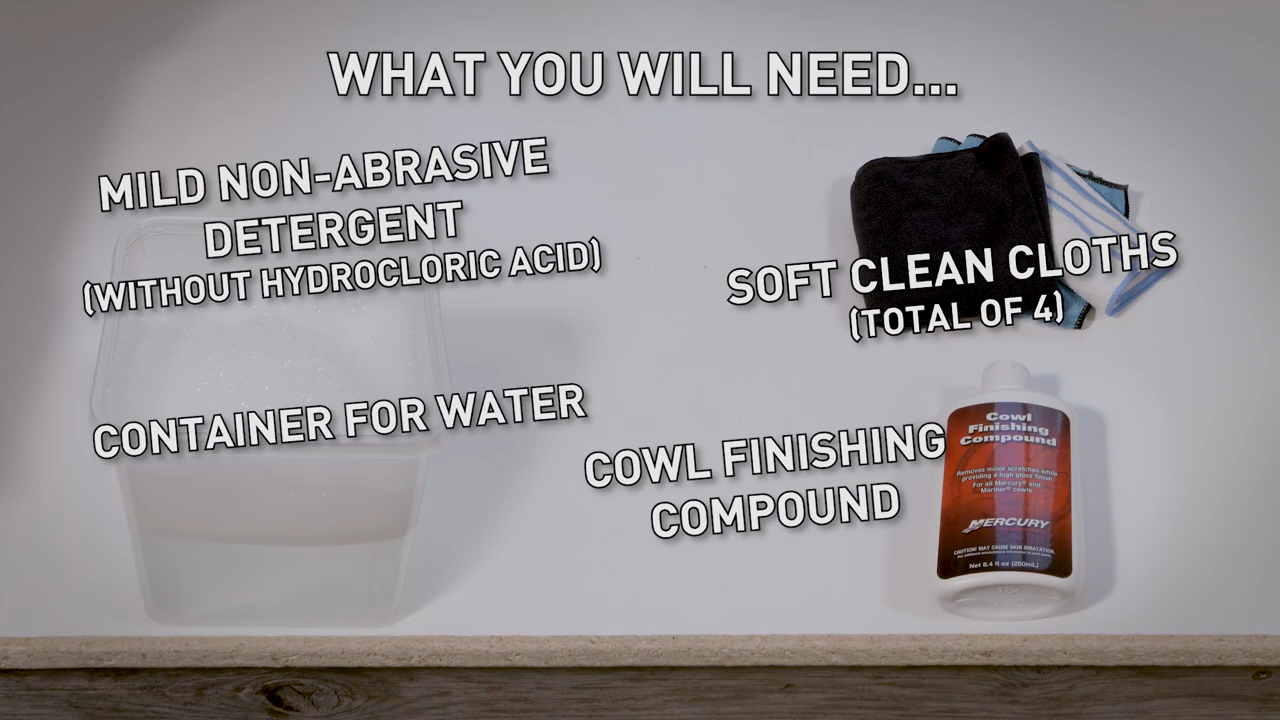 WHAT YOU WILL NEED...
MILD NON-ABRASIVE
DETERGENT
(WITHOUT HYDROCLORIC ACID)
CONTAINER FOR WATER
SOFT CLEAN CLOTHS
(TOTAL OF 4)
COWL FINISHING
COMPOUND
Cowl
Finishing
Compound
Removes minor scratches while
providing a high gloss finish
For all Mercury® and
Mariner® cowls
MERCURY
CAUTION! MAY CAUSE SKIN IRRATATION.
Net 8.4 fl oz (250mL)